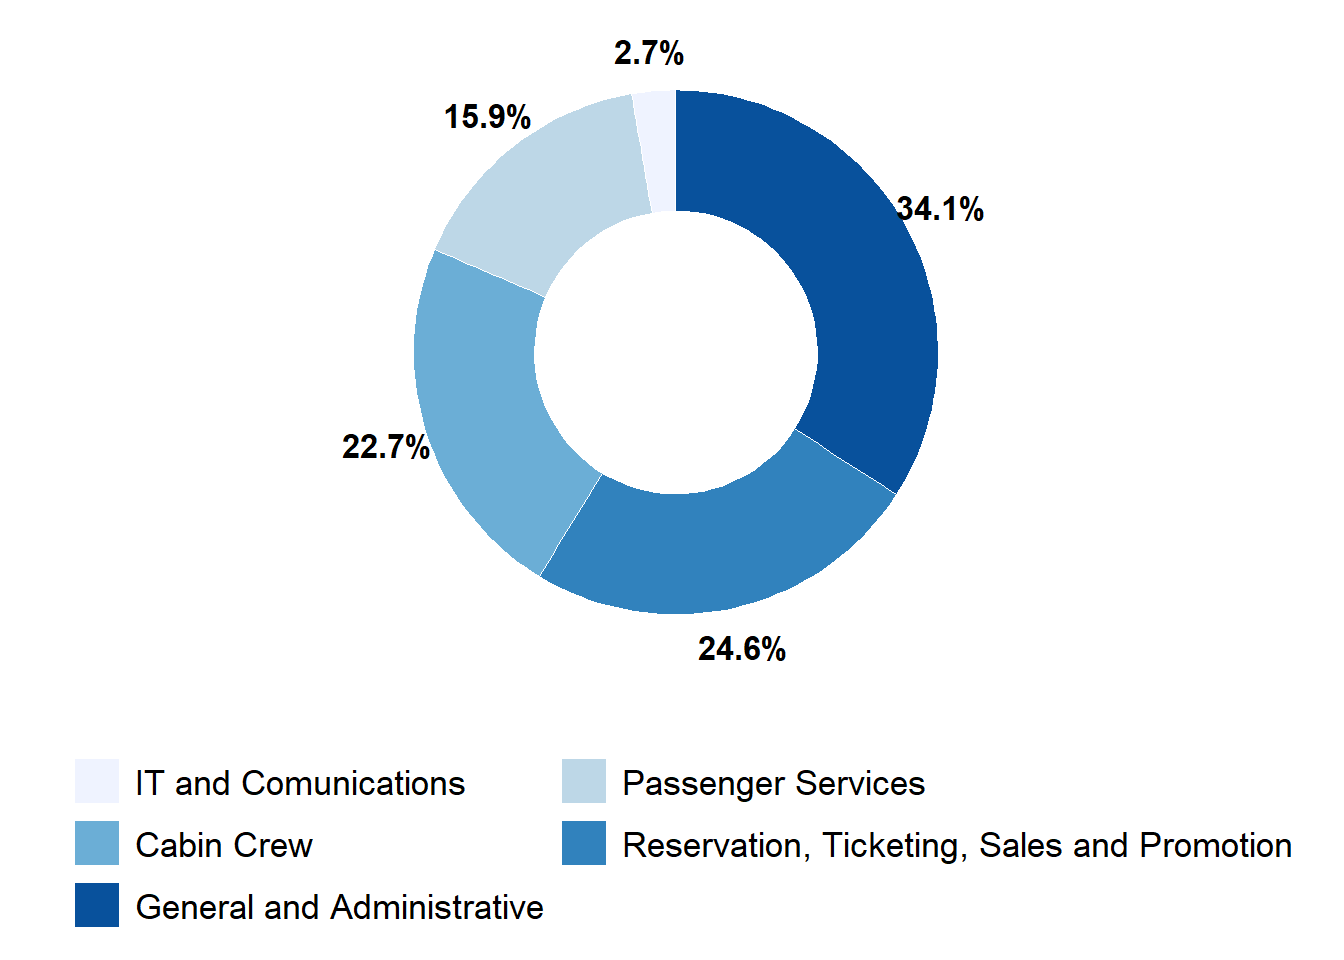 2.7%
15.9%
34.1%
22.7%
24.6%
IT and Comunications
Passenger Services
Cabin Crew
Reservation, Ticketing, Sales and Promotion
General and Administrative